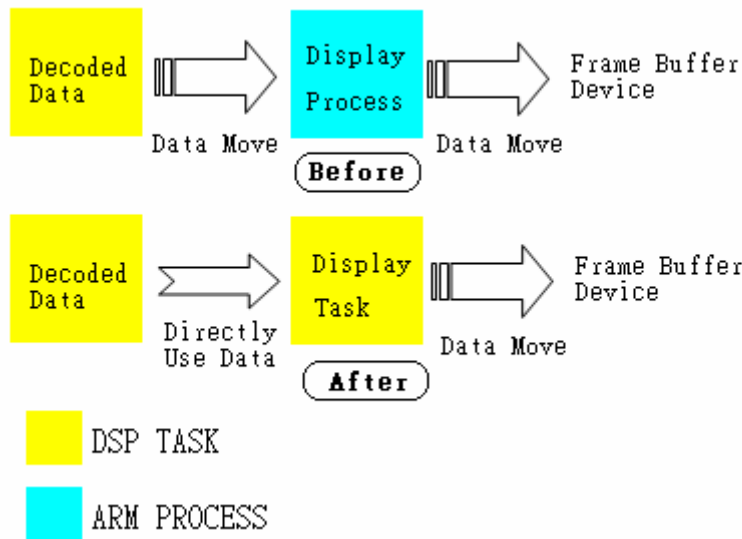 Decoded
Data
Data Move
Display
Process
Data Move
Frame Buffer
Device
Before
Decoded
Data
Directly
Use Data
Display
Task
Data Move
Frame Buffer
Device
After
DSP TASK
ARM PROCESS